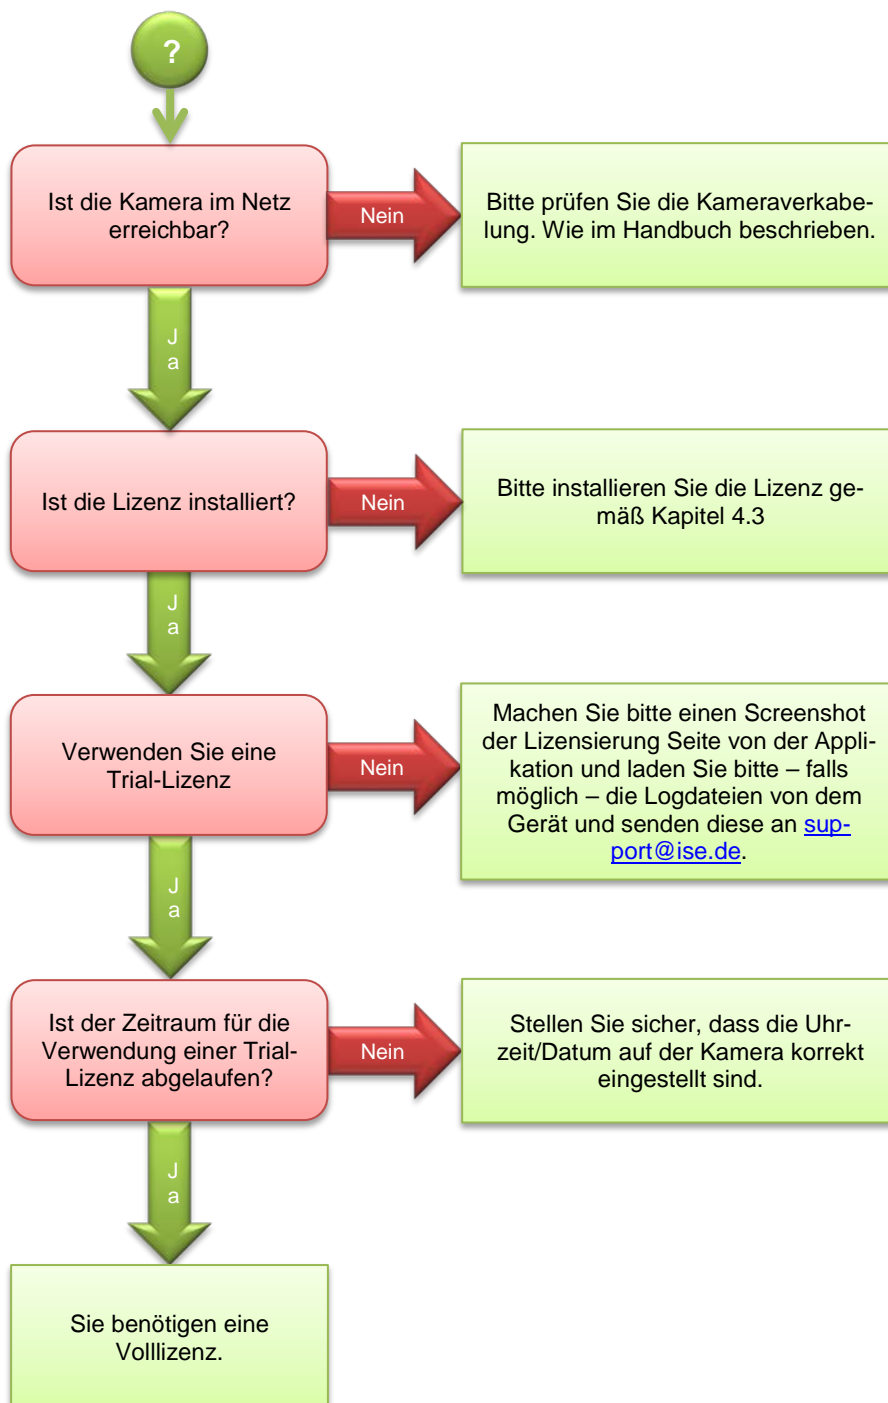 ?
Ist die Kamera im Netz
erreichbar?
Nein
Bitte prüfen Sie die Kameraverkabe-
lung. Wie im Handbuch beschrieben.
J
a
Ist die Lizenz installiert?
Nein
Bitte installieren Sie die Lizenz ge-
mäß Kapitel 4.3
J
a
Verwenden Sie eine
Trial-Lizenz
Nein
Machen Sie bitte einen Screenshot
der Lizensierung Seite von der Appli-
kation und laden Sie bitte – falls
möglich – die Logdateien von dem
Gerät und senden diese an sup-
port@ise.de.
J
a
Ist der Zeitraum für die
Verwendung einer Trial-
Lizenz abgelaufen?
Nein
Stellen Sie sicher, dass die Uhr-
zeit/Datum auf der Kamera korrekt
eingestellt sind.
J
a
Sie benötigen eine
Volllizenz.